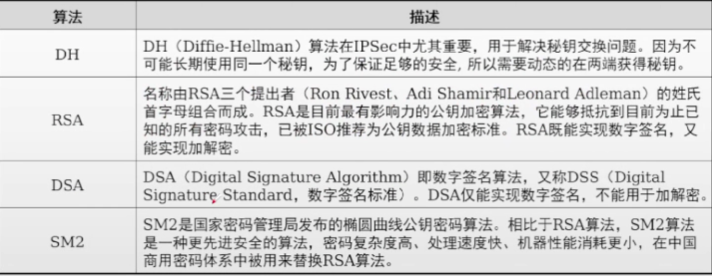 算法 描述
DH DH（Diffie-Hellman）算法在IPSec中尤其重要，用于解决秘钥交换问题。因为不
可能长期使用同一个秘钥，为了保证足够的安全, 所以需要动态的在两端获得秘钥。
RSA 名称由RSA三个提出者（Ron Rivest、Adi Shamir和Leonard Adleman）的姓氏
首字母组合而成。RSA是目前最有影响力的公钥加密算法，它能够抵抗到目前为止已
知的所有密码攻击，已被ISO推荐为公钥数据加密标准。RSA既能实现数字签名，又
能实现加解密。
DSA DSA（Digital Signature Algorithm）即数字签名算法，又称DSS（Digital
Signature Standard，数字签名标准）。DSA仅能实现数字签名，不能用于加解密。
SM2 SM2是国家密码管理局发布的椭圆曲线公钥密码算法。相比于RSA算法，SM2算法
是一种更先进安全的算法，密码复杂度高、处理速度快、机器性能消耗更小，在中国
商用密码体系中被用来替换RSA算法。